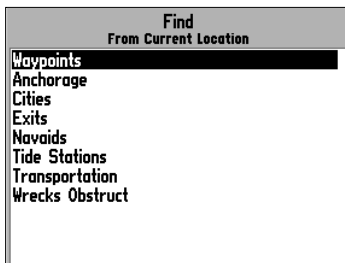 Find
From Current Location
Waypoints
Anchorage
Cities
Exits
Navaids
Tide Stations
Transportation
Wrecks Obstruct